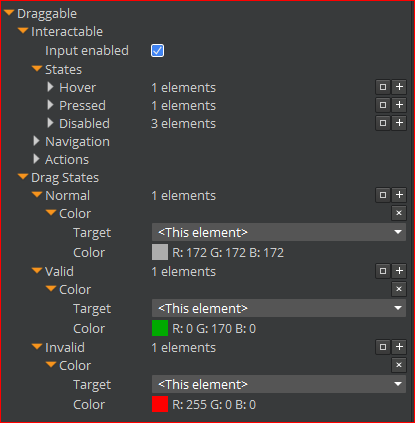 Draggable
Interactable
Input enabled
States
Hover 1 elements
Pressed 1 elements
Disabled 3 elements
Navigation
Actions
Drag States
Normal 1 elements
Color
Target <This element>
Color R: 172 G: 172 B: 172
Valid 1 elements
Color
Target <This element>
Color R: 0 G: 170 B: 0
Invalid 1 elements
Color
Target <This element>
Color R: 255 G: 0 B: 0